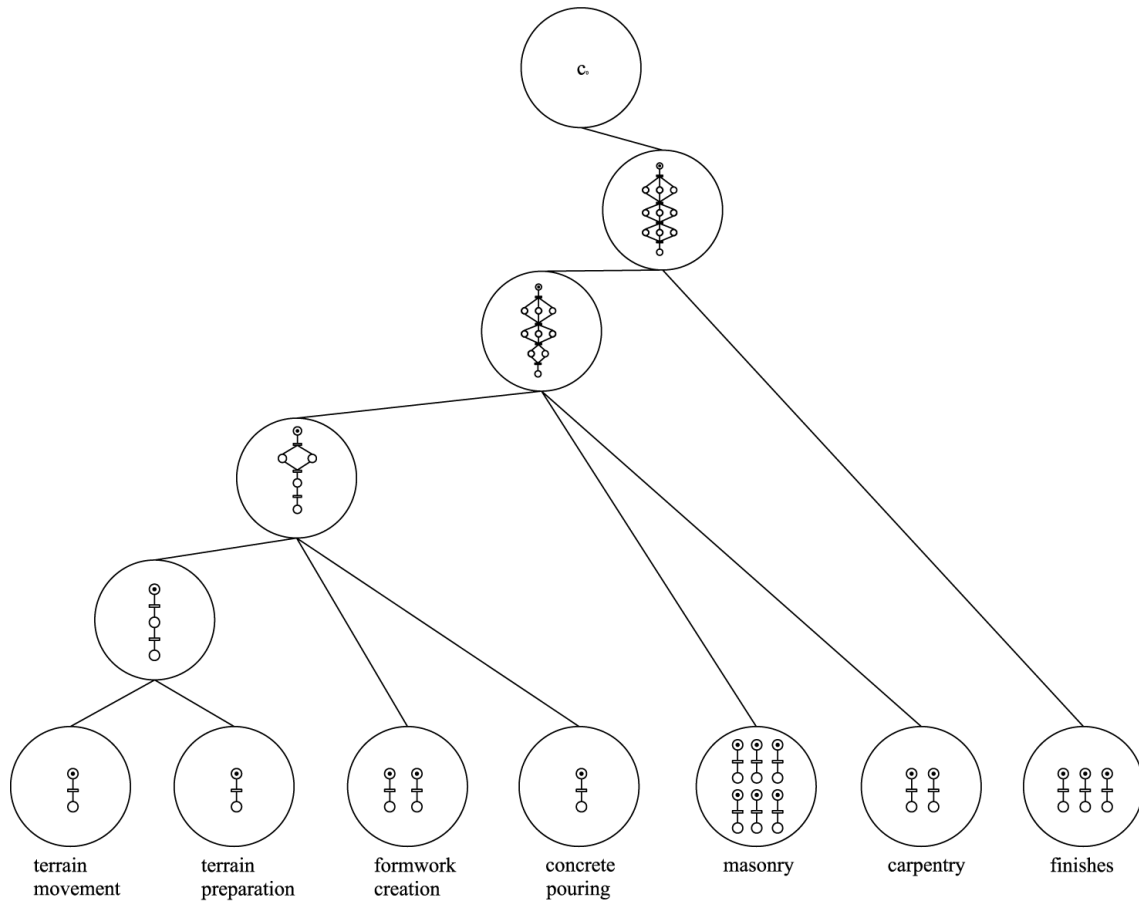 c₀
terrain
movement
terrain
preparation
formwork
creation
concrete
pouring
masonry
carpentry
finishes